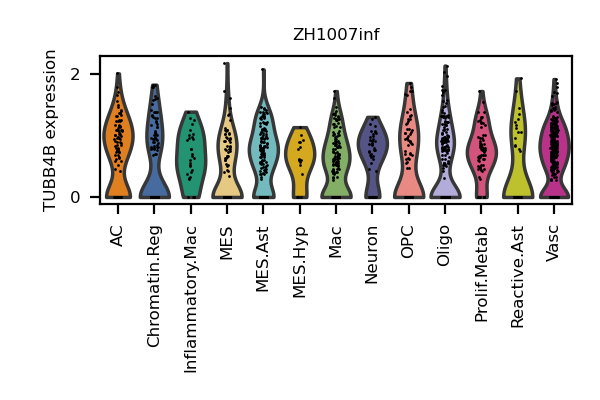 ZH1007inf
TUBB4B expression
2
0
AC
Chromatin.Reg
Inflammatory.Mac
MES
MES.Ast
MES.Hyp
Mac
Neuron
OPC
Oligo
Prolif.Metab
Reactive.Ast
Vasc